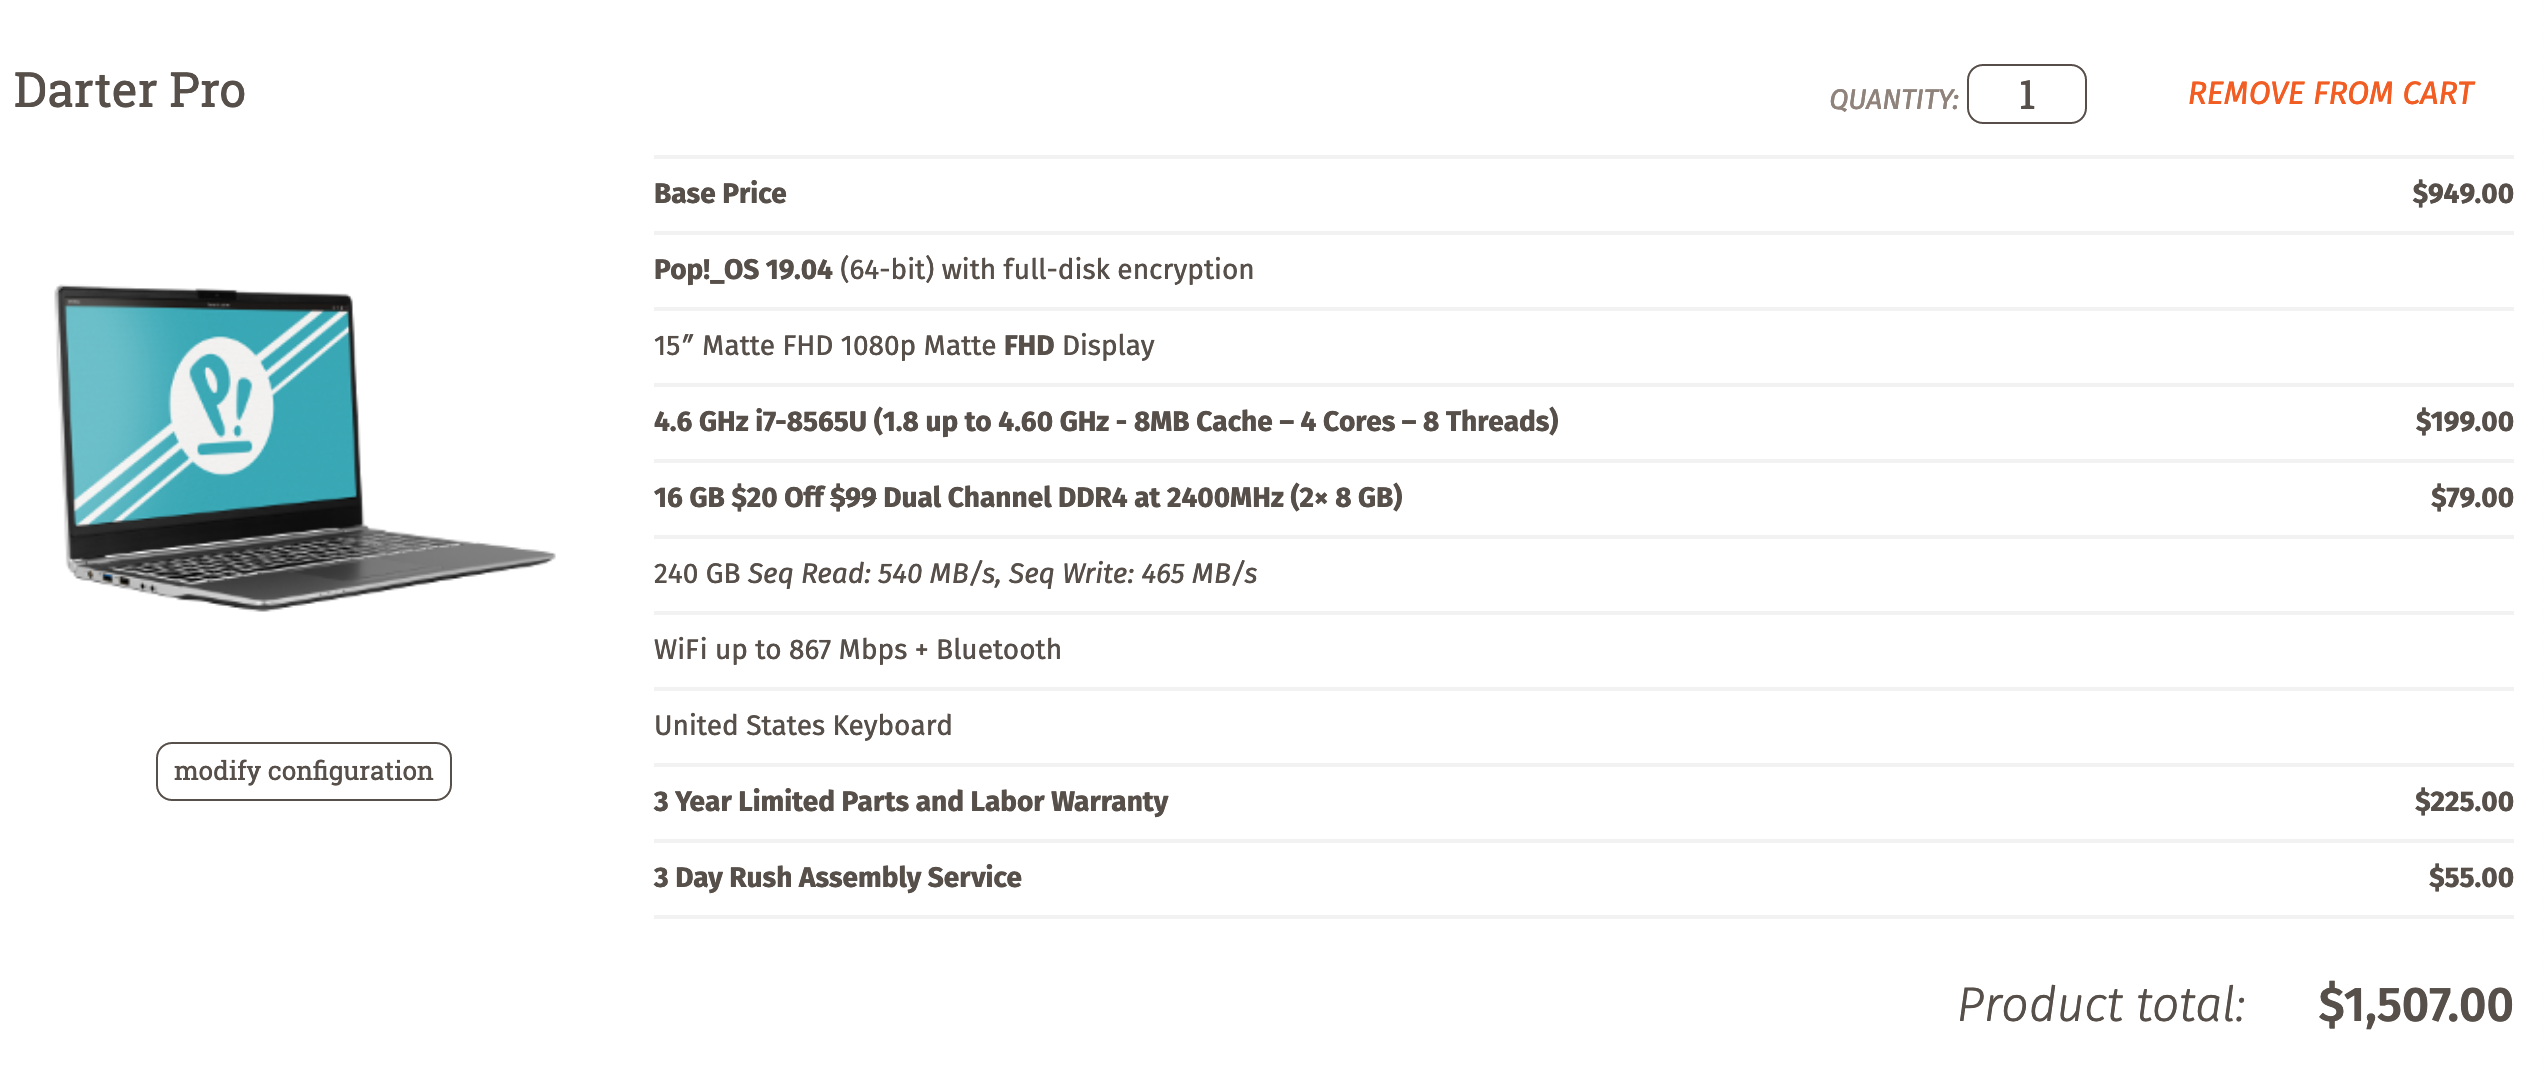 Darter Pro
QUANTITY: 1 REMOVE FROM CART
Base Price $949.00
Pop!_OS 19.04 (64-bit) with full-disk encryption
15″ Matte FHD 1080p Matte FHD Display
4.6 GHz i7-8565U (1.8 up to 4.60 GHz - 8MB Cache – 4 Cores – 8 Threads) $199.00
16 GB $20 Off $99 Dual Channel DDR4 at 2400MHz (2× 8 GB) $79.00
240 GB Seq Read: 540 MB/s, Seq Write: 465 MB/s
WiFi up to 867 Mbps + Bluetooth
United States Keyboard
3 Year Limited Parts and Labor Warranty $225.00
3 Day Rush Assembly Service $55.00
P!
modify configuration
Product total: $1,507.00